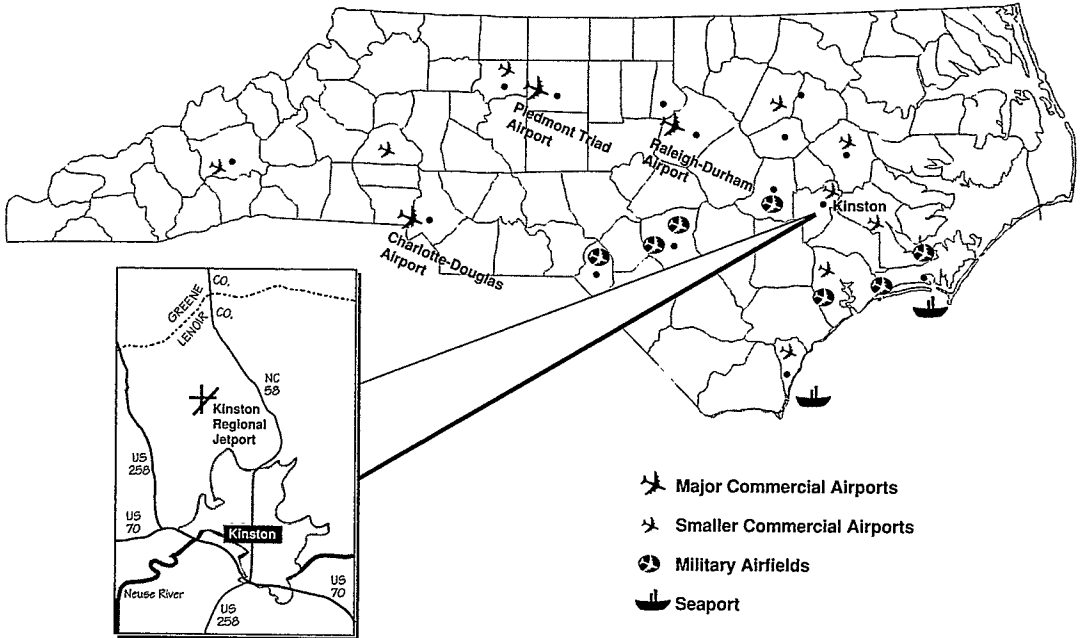 Piedmont Triad
Airport
Raleigh-Durham
Airport
Kinston
Charlotte-Douglas
Airport
GREENE CO.
LENOIR CO.
NC
58
Kinston
Regional
Jetport
US
258
US
70
Kinston
Neuse River
US
70
US
258
Major Commercial Airports
Smaller Commercial Airports
Military Airfields
Seaport